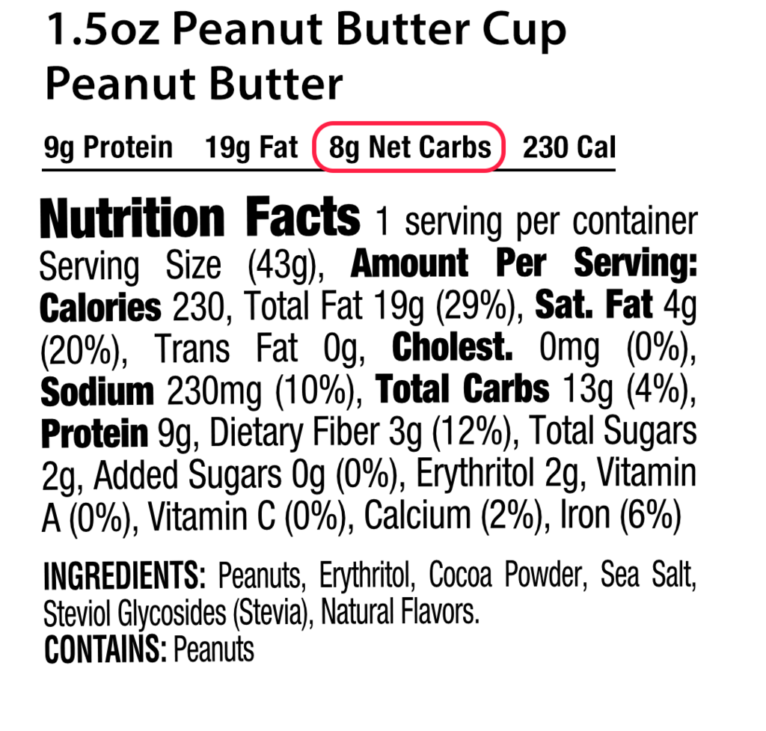 1.5oz Peanut Butter Cup
Peanut Butter
9g Protein 19g Fat 8g Net Carbs 230 Cal
Nutrition Facts 1 serving per container
Serving Size (43g), Amount Per Serving:
Calories 230, Total Fat 19g (29%), Sat. Fat 4g
(20%), Trans Fat 0g, Cholest. 0mg (0%),
Sodium 230mg (10%), Total Carbs 13g (4%),
Protein 9g, Dietary Fiber 3g (12%), Total Sugars
2g, Added Sugars 0g (0%), Erythritol 2g, Vitamin
A (0%), Vitamin C (0%), Calcium (2%), Iron (6%)
INGREDIENTS: Peanuts, Erythritol, Cocoa Powder, Sea Salt,
Steviol Glycosides (Stevia), Natural Flavors.
CONTAINS: Peanuts